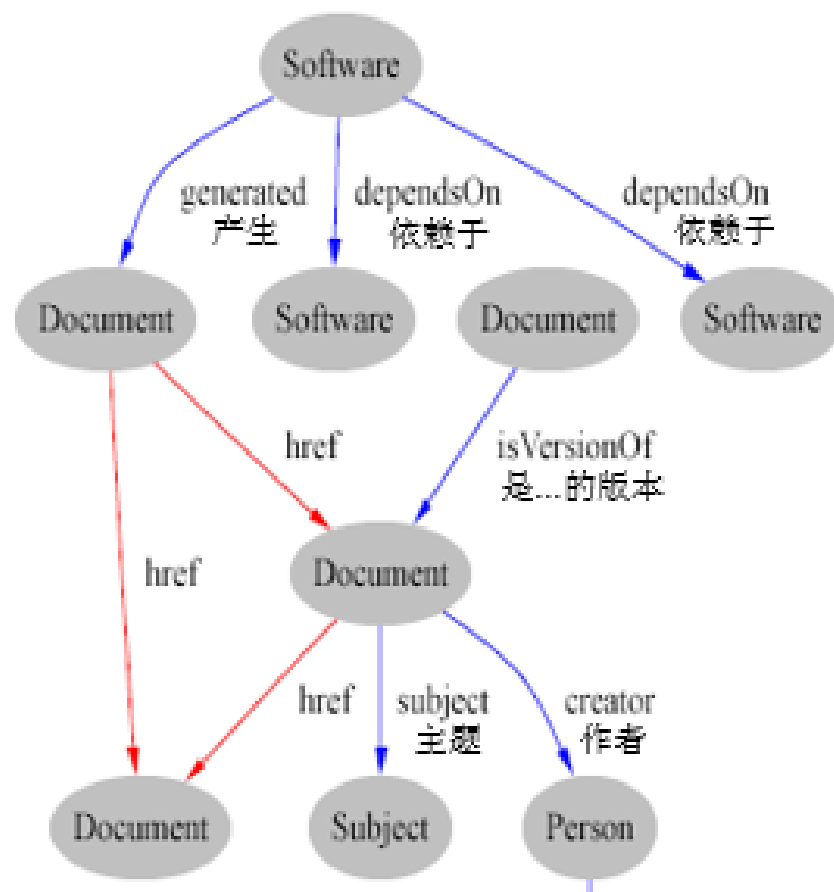 Software
generated
产生
dependsOn
依赖于
dependsOn
依赖于
Document
Software
Document
Software
href
isVersionOf
是...的版本
Document
href
href
subject
主题
creator
作者
Document
Subject
Person